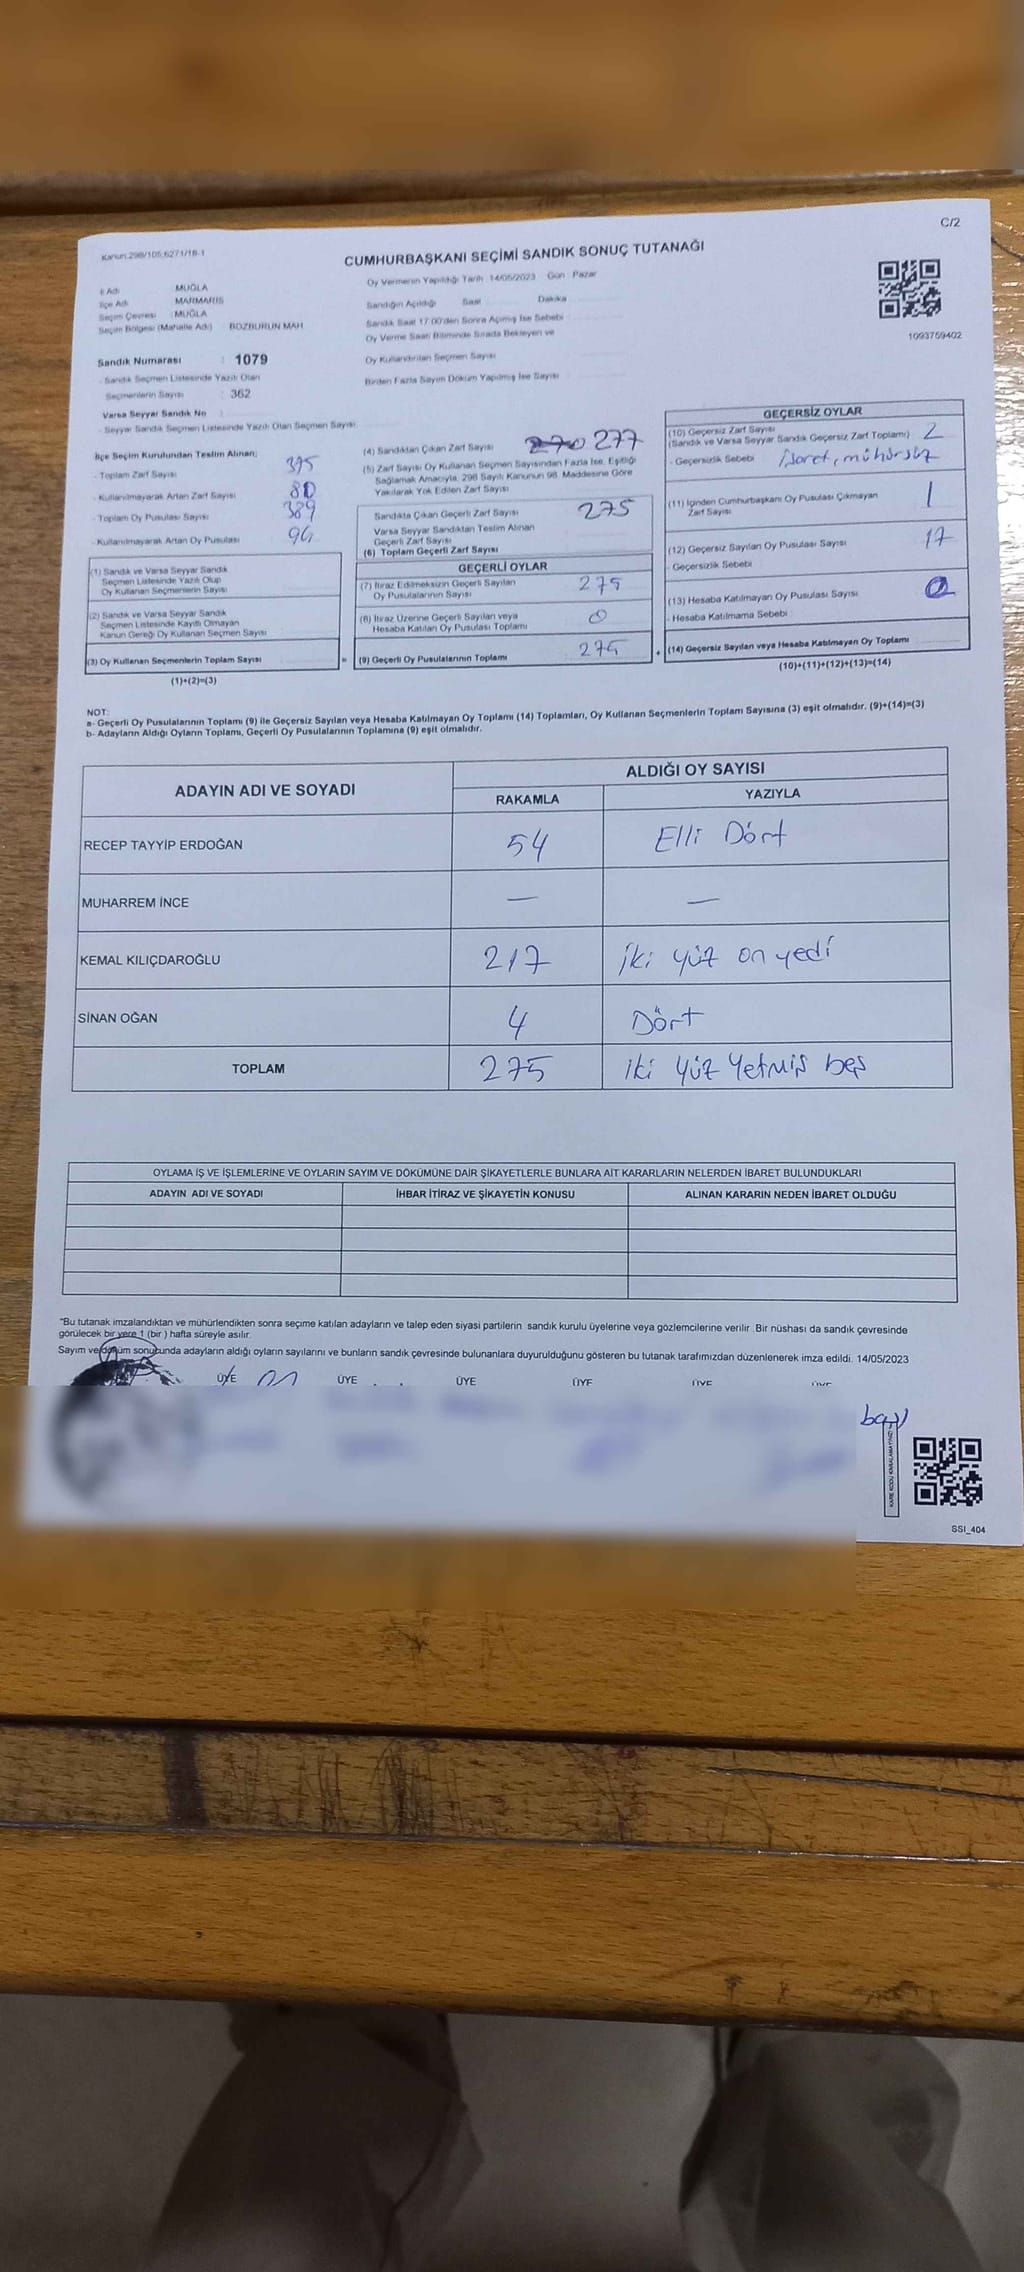 C/2
Kanun:298/105,6271/18-1
CUMHURBAŞKANI SEÇİMİ SANDIK SONUÇ TUTANAĞI
İl Adı : MUĞLA
İlçe Adı : MARMARİS
Seçim Çevresi : MUĞLA
Seçim Bölgesi (Mahalle Adı) : BOZBURUN MAH
Oy Vermenin Yapıldığı Tarih : 14/05/2023 Gün : Pazar
Sandığın Açıldığı Saat Dakika
Sandık Saat 17:00'den Sonra Açılmış İse Sebebi
Oy Verme Saati Bitiminde Sırada Bekleyen ve
Oy Kullandırılan Seçmen Sayısı
Birden Fazla Sayım Döküm Yapılmış İse Sayısı
1093759402
Sandık Numarası : 1079
- Sandık Seçmen Listesinde Yazılı Olan
Seçmenlerin Sayısı : 362
Varsa Seyyar Sandık No
- Seyyar Sandık Seçmen Listesinde Yazılı Olan Seçmen Sayısı
İlçe Seçim Kurulundan Teslim Alınan;
- Toplam Zarf Sayısı 375
- Kullanılmayarak Artan Zarf Sayısı 80
- Toplam Oy Pusulası Sayısı 389
- Kullanılmayarak Artan Oy Pusulası
(1) Sandık ve Varsa Seyyar Sandık
Seçmen Listesinde Yazılı Olup
Oy Kullanan Seçmenlerin Sayısı
(2) Sandık ve Varsa Seyyar Sandık
Seçmen Listesinde Kayıtlı Olmayan
Kanun Gereği Oy Kullanan Seçmen Sayısı
(3) Oy Kullanan Seçmenlerin Toplam Sayısı
(1)+(2)=(3)
(4) Sandıktan Çıkan Zarf Sayısı 270 277
(5) Zarf Sayısı Oy Kullanan Seçmen Sayısından Fazla İse, Eşitliği
Sağlamak Amacıyla, 298 Sayılı Kanunun 98. Maddesine Göre
Yakılarak Yok Edilen Zarf Sayısı
Sandıkta Çıkan Geçerli Zarf Sayısı 275
Varsa Seyyar Sandıktan Teslim Alınan
Geçerli Zarf Sayısı
(6) Toplam Geçerli Zarf Sayısı
GEÇERLİ OYLAR
(7) İtiraz Edilmeksizin Geçerli Sayılan
Oy Pusulalarının Sayısı 275
(8) İtiraz Üzerine Geçerli Sayılan veya
Hesaba Katılan Oy Pusulası Toplamı 0
(9) Geçerli Oy Pusulalarının Toplamı 275
GEÇERSİZ OYLAR
(10) Geçersiz Zarf Sayısı
(Sandık ve Varsa Seyyar Sandık Geçersiz Zarf Toplamı) 2
- Geçersizlik Sebebi işaret, mühürsüz
(11) İçinden Cumhurbaşkanı Oy Pusulası Çıkmayan
Zarf Sayısı 1
(12) Geçersiz Sayılan Oy Pusulası Sayısı 17
- Geçersizlik Sebebi
(13) Hesaba Katılmayan Oy Pusulası Sayısı
- Hesaba Katılmama Sebebi
(14) Geçersiz Sayılan veya Hesaba Katılmayan Oy Toplamı
(10)+(11)+(12)+(13)=(14)
NOT:
a- Geçerli Oy Pusulalarının Toplamı (9) ile Geçersiz Sayılan veya Hesaba Katılmayan Oy Toplamı (14) Toplamları, Oy Kullanan Seçmenlerin Toplam Sayısına (3) eşit olmalıdır. (9)+(14)=(3)
b- Adayların Aldığı Oyların Toplamı, Geçerli Oy Pusulalarının Toplamına (9) eşit olmalıdır.
ADAYIN ADI VE SOYADI
ALDIĞI OY SAYISI
RAKAMLA YAZIYLA
RECEP TAYYİP ERDOĞAN 54 Elli Dört
MUHARREM İNCE — —
KEMAL KILIÇDAROĞLU 217 iki yüz on yedi
SİNAN OĞAN 4 Dört
TOPLAM 275 iki yüz Yetmiş beş
OYLAMA İŞ VE İŞLEMLERİNE VE OYLARIN SAYIM VE DÖKÜMÜNE DAİR ŞİKAYETLERLE BUNLARA AİT KARARLARIN NELERDEN İBARET BULUNDUKLARI
ADAYIN ADI VE SOYADI İHBAR İTİRAZ VE ŞİKAYETİN KONUSU ALINAN KARARIN NEDEN İBARET OLDUĞU
"Bu tutanak imzalandıktan ve mühürlendikten sonra seçime katılan adayların ve talep eden siyasi partilerin sandık kurulu üyelerine veya gözlemcilerine verilir. Bir nüshası da sandık çevresinde
görülecek bir yere 1 (bir) hafta süreyle asılır.
Sayım ve döküm sonucunda adayların aldığı oyların sayılarını ve bunların sandık çevresinde bulunanlara duyurulduğunu gösteren bu tutanak tarafımızdan düzenlenerek imza edildi. 14/05/2023
ÜYE ÜYE ÜYE ÜYE ÜYE ÜYE
KARE KODU KARALAMAYINIZ!
SSI_404